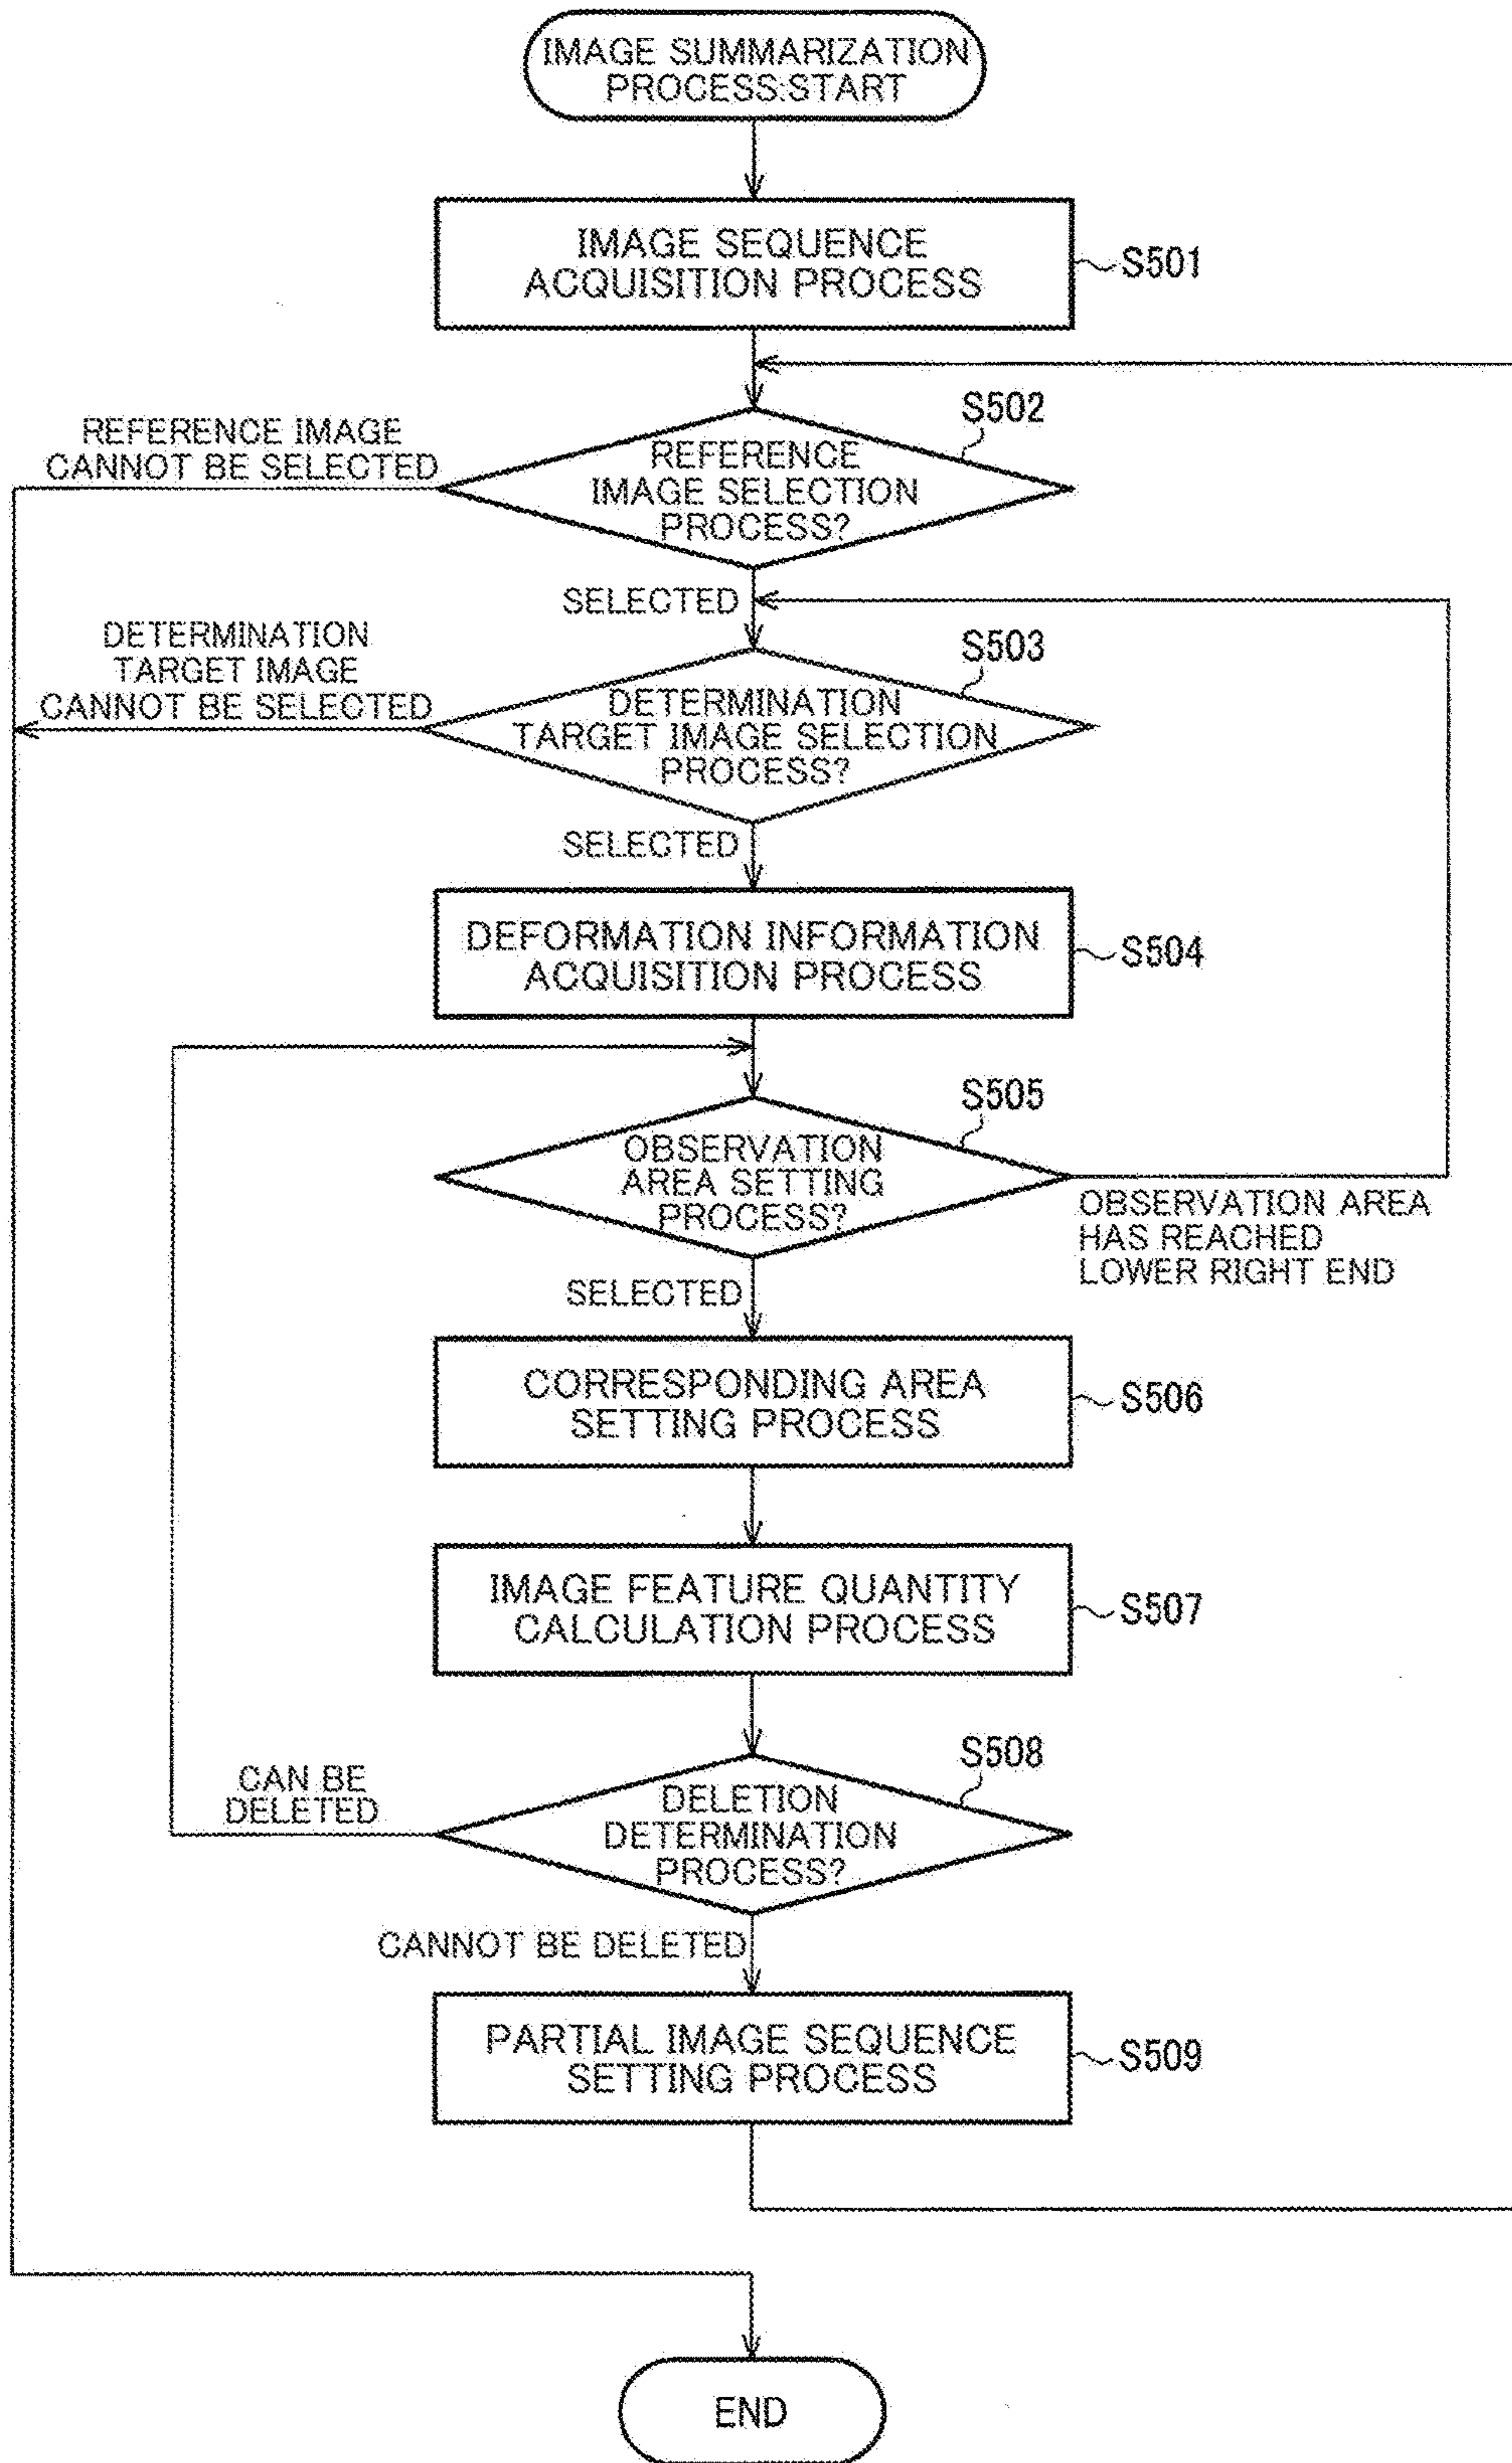 IMAGE SUMMARIZATION
PROCESS:START
IMAGE SEQUENCE
ACQUISITION PROCESS
S501
S502
REFERENCE IMAGE
CANNOT BE SELECTED
REFERENCE
IMAGE SELECTION
PROCESS?
SELECTED
DETERMINATION
TARGET IMAGE
CANNOT BE SELECTED
S503
DETERMINATION
TARGET IMAGE SELECTION
PROCESS?
SELECTED
DEFORMATION INFORMATION
ACQUISITION PROCESS
S504
S505
OBSERVATION
AREA SETTING
PROCESS?
OBSERVATION AREA
HAS REACHED
LOWER RIGHT END
SELECTED
CORRESPONDING AREA
SETTING PROCESS
S506
IMAGE FEATURE QUANTITY
CALCULATION PROCESS
S507
S508
CAN BE
DELETED
DELETION
DETERMINATION
PROCESS?
CANNOT BE DELETED
PARTIAL IMAGE SEQUENCE
SETTING PROCESS
S509
END